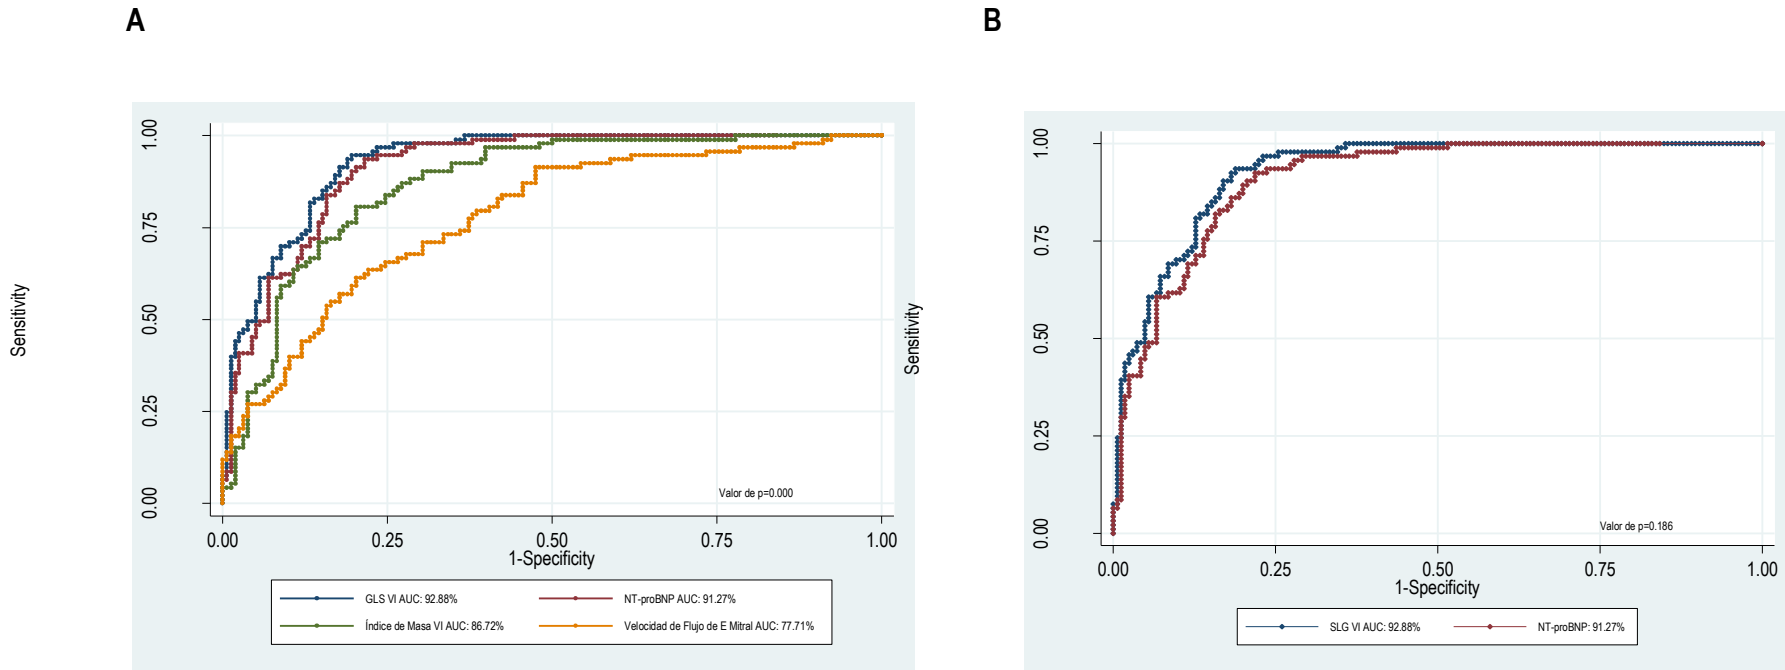 A
B
Sensitivity
1.00
0.75
0.50
0.25
0.00
Valor de p=0.000
0.00 0.25 0.50 0.75 1.00
1-Specificity
GLS VI AUC: 92.88% NT-proBNP AUC: 91.27%
Índice de Masa VI AUC: 86.72% Velocidad de Flujo de E Mitral AUC: 77.71%
Sensitivity
1.00
0.75
0.50
0.25
0.00
Valor de p=0.186
0.00 0.25 0.50 0.75 1.00
1-Specificity
SLG VI AUC: 92.88% NT-proBNP: 91.27%